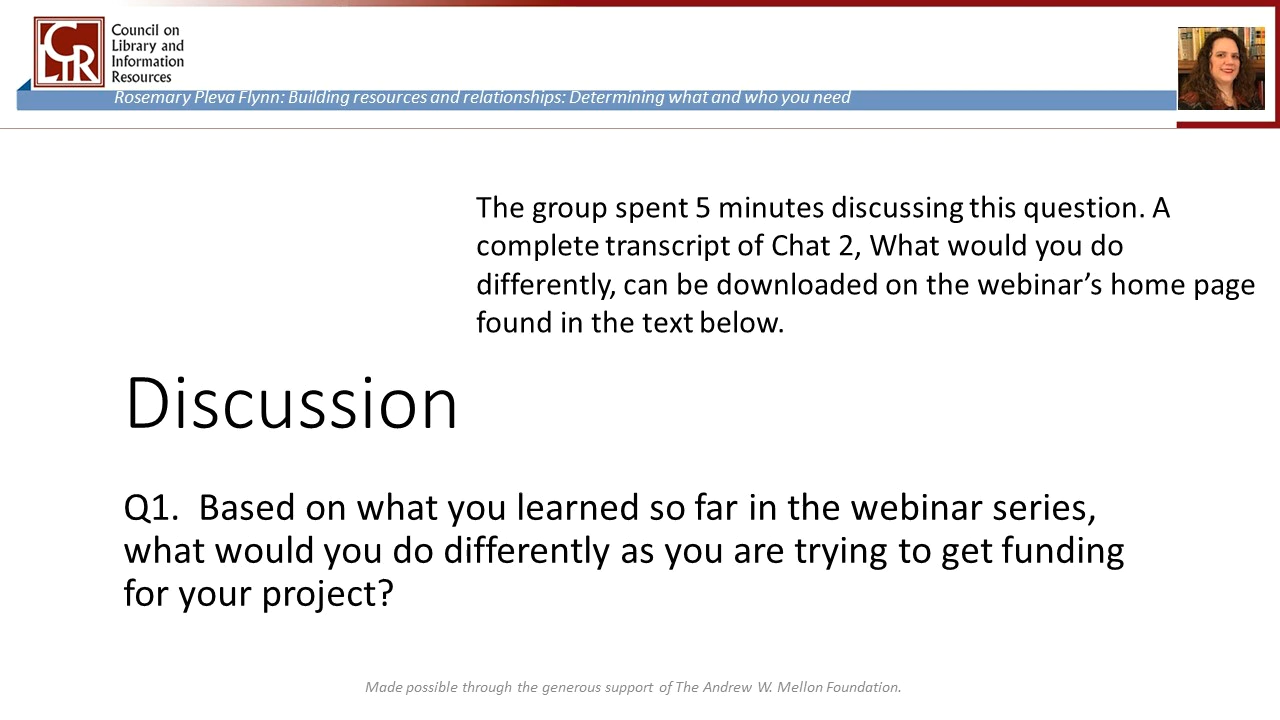 CLIR
Council on
Library and
Information
Resources
Rosemary Pleva Flynn: Building resources and relationships: Determining what and who you need
The group spent 5 minutes discussing this question. A
complete transcript of Chat 2, What would you do
differently, can be downloaded on the webinar’s home page
found in the text below.
Discussion
Q1.  Based on what you learned so far in the webinar series,
what would you do differently as you are trying to get funding
for your project?
Made possible through the generous support of The Andrew W. Mellon Foundation.